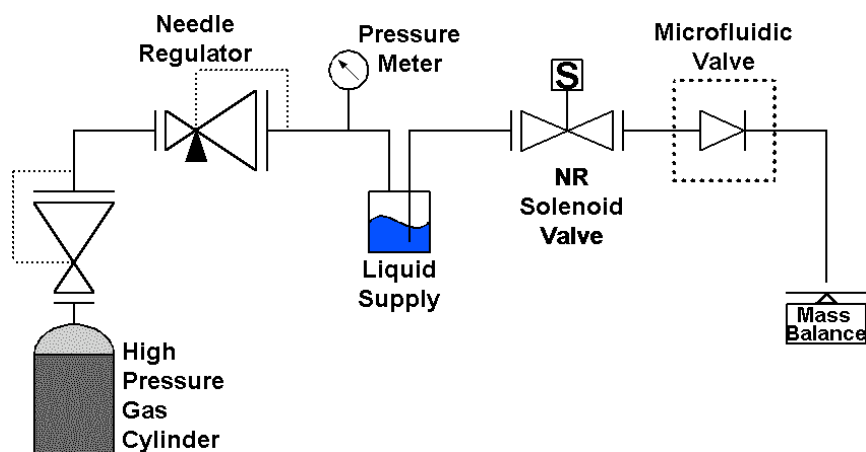 Needle
Regulator
Pressure
Meter
Microfluidic
Valve
S
NR
Solenoid
Valve
Liquid
Supply
Mass
Balance
High
Pressure
Gas
Cylinder